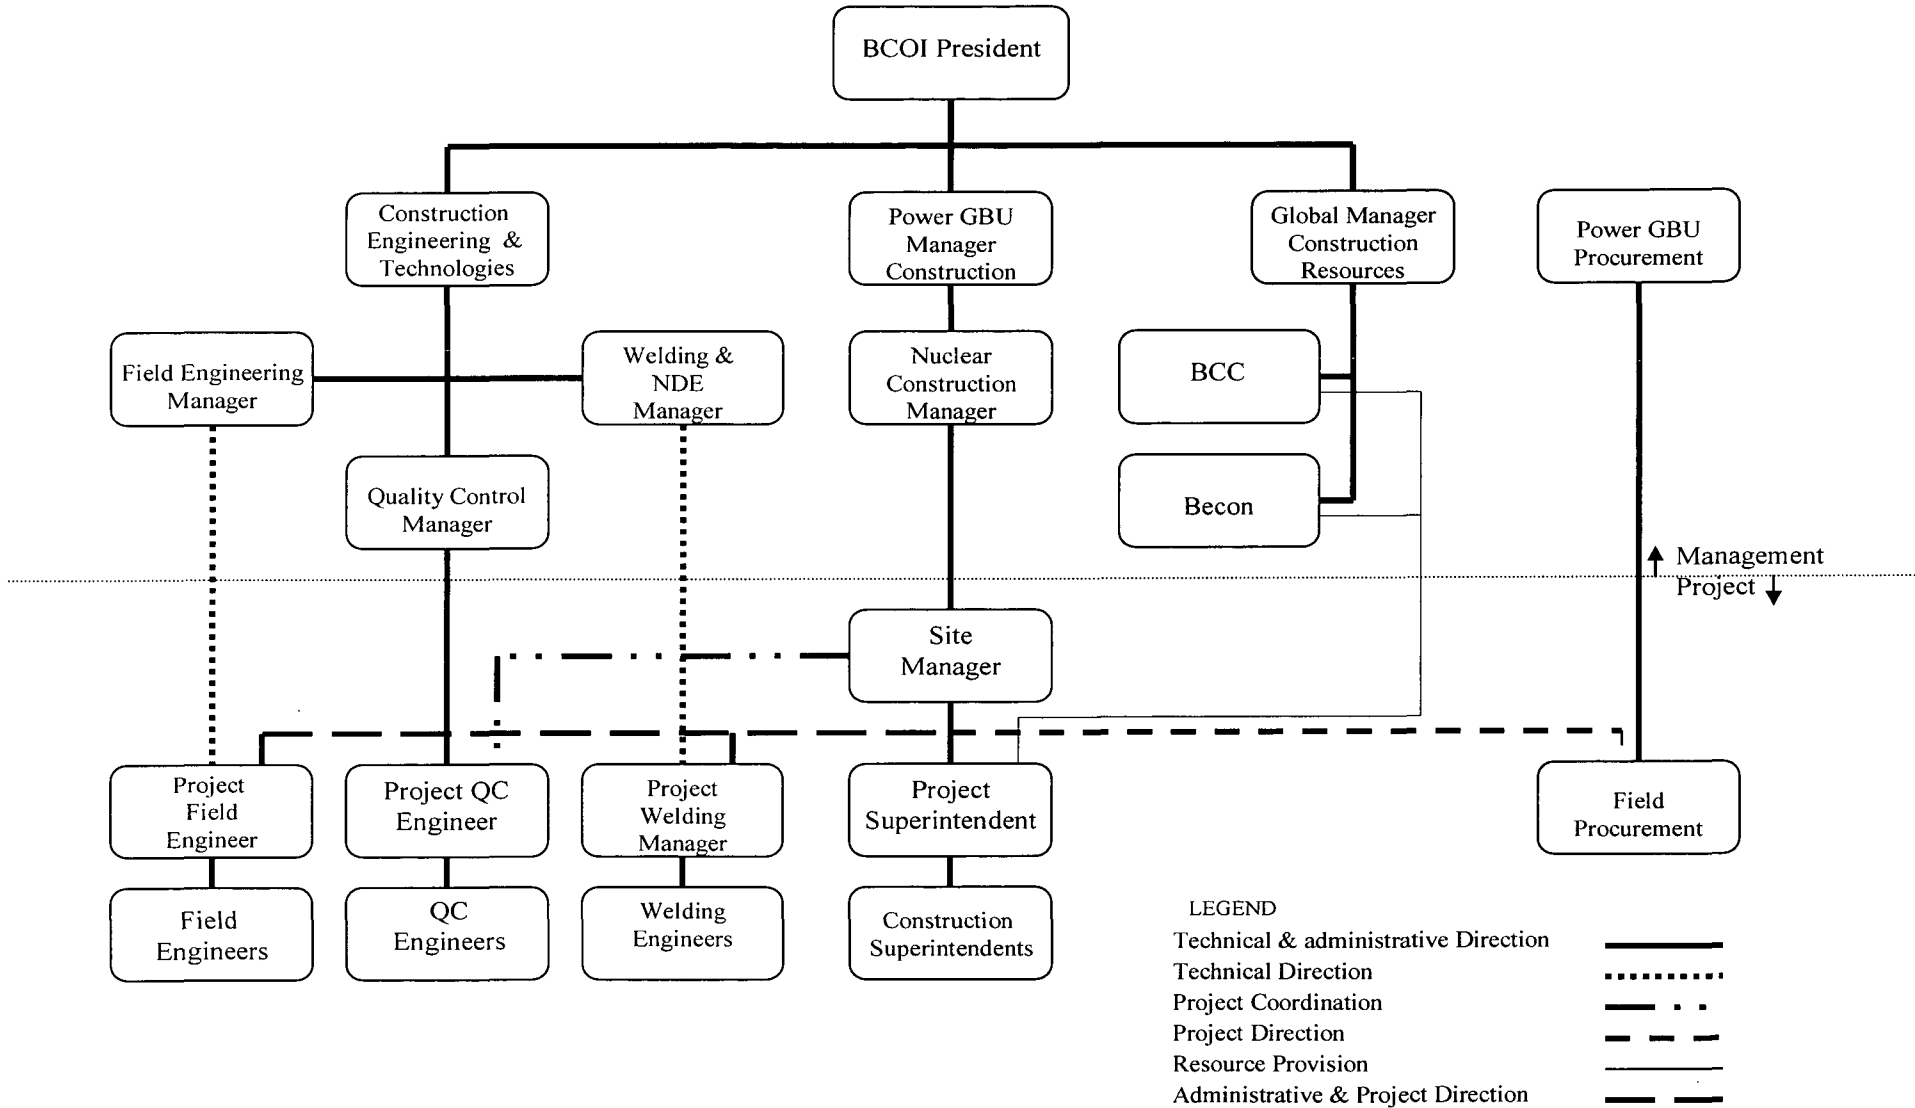 BCOI President
Construction
Engineering &
Technologies
Power GBU
Manager
Construction
Global Manager
Construction
Resources
Power GBU
Procurement
Field Engineering
Manager
Welding &
NDE
Manager
Nuclear
Construction
Manager
BCC
Quality Control
Manager
Becon
Management
Project
Site
Manager
Project
Field
Engineer
Project QC
Engineer
Project
Welding
Manager
Project
Superintendent
Field
Procurement
Field
Engineers
QC
Engineers
Welding
Engineers
Construction
Superintendents
LEGEND
Technical & administrative Direction
Technical Direction
Project Coordination
Project Direction
Resource Provision
Administrative & Project Direction